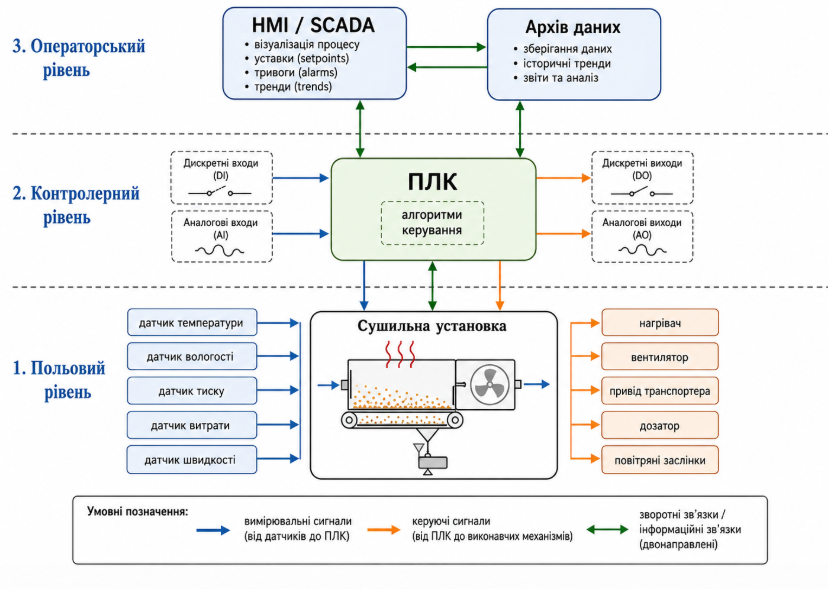 3. Операторський
рівень
HMI / SCADA
• візуалізація процесу
• уставки (setpoints)
• тривоги (alarms)
• тренди (trends)
Архів даних
• зберігання даних
• історичні тренди
• звіти та аналіз
2. Контролерний
рівень
Дискретні входи
(DI)
Аналогові входи
(AI)
ПЛК
алгоритми
керування
Дискретні виходи
(DO)
Аналогові виходи
(AO)
1. Польовий
рівень
датчик температури
датчик вологості
датчик тиску
датчик витрати
датчик швидкості
Сушильна установка
нагрівач
вентилятор
привід транспортера
дозатор
повітряні заслінки
Умовні позначення:
вимірювальні сигнали
(від датчиків до ПЛК)
керуючі сигнали
(від ПЛК до виконавчих механізмів)
зворотні зв'язки /
інформаційні зв'язки
(двонаправлені)